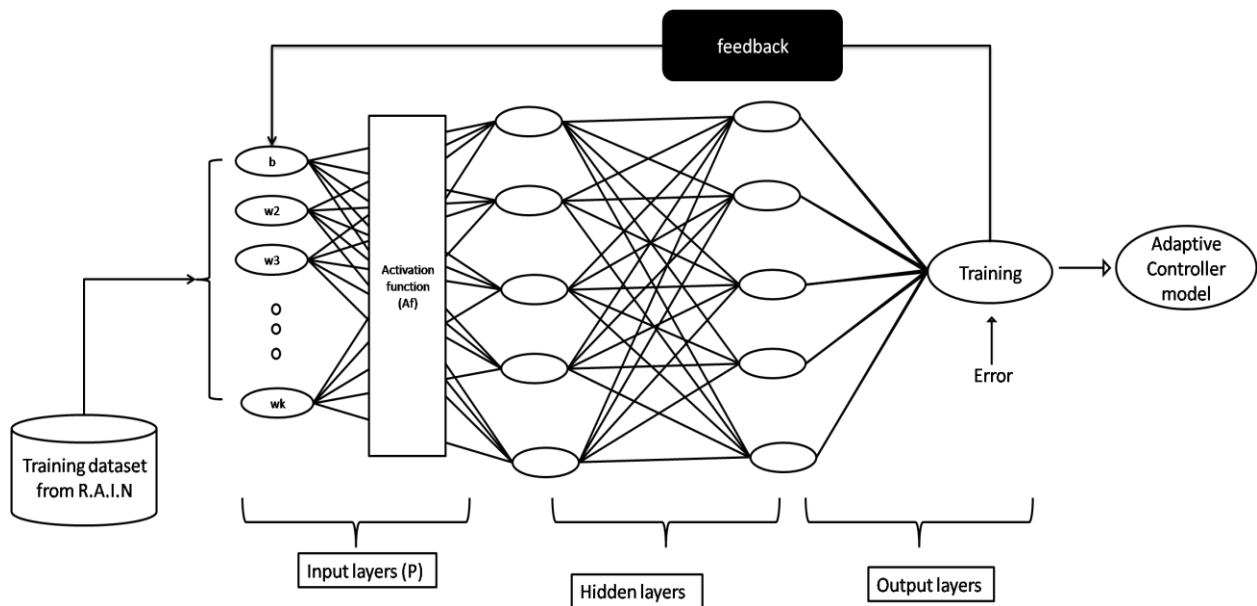 feedback
b
w2
w3
wk
Activation
function
(Af)
Training
Adaptive
Controller
model
Error
Training dataset
from R.A.I.N
Input layers (P)
Hidden layers
Output layers